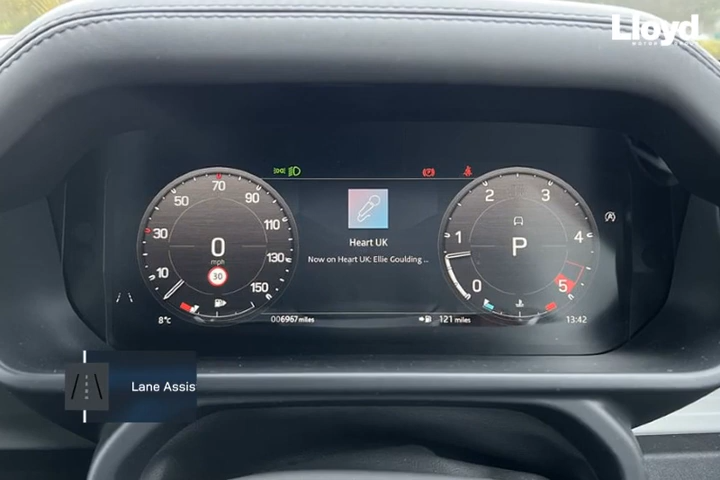 Lloyd
MOTOR
70
50
90
30
110
0
mph
130
30
10
150
8°c
006967 miles
Heart UK
Now on Heart UK: Ellie Goulding ..
121 miles
2
3
1
P
4
0
5
13:42
Lane Assis